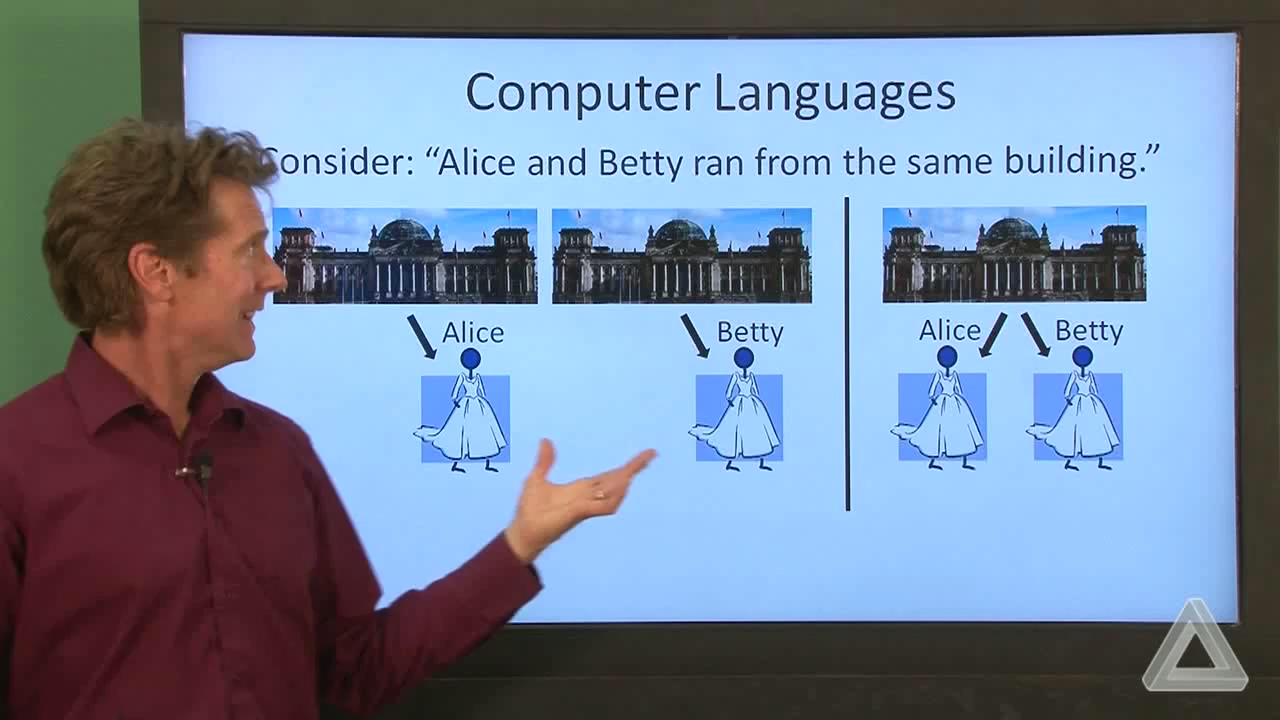 Computer Languages
Consider: “Alice and Betty ran from the same building.”
Alice
Betty
Alice
Betty